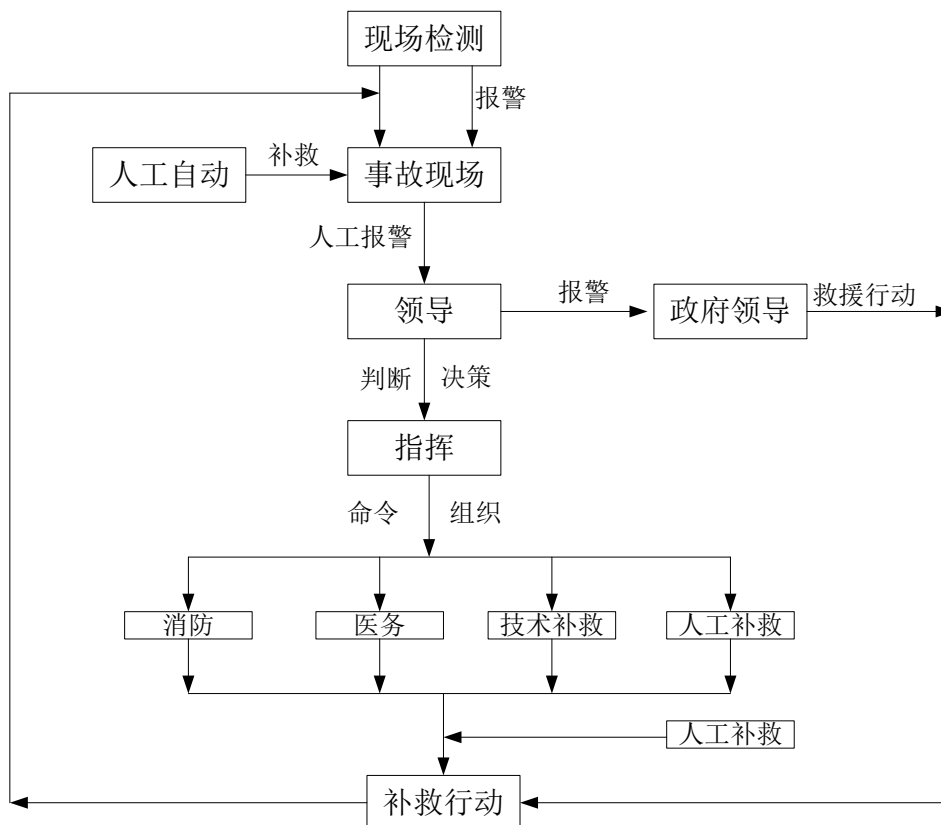 现场检测
报警
补救
人工自动
事故现场
人工报警
领导
报警
政府领导
救援行动
判断
决策
指挥
命令
组织
消防
医务
技术补救
人工补救
人工补救
补救行动